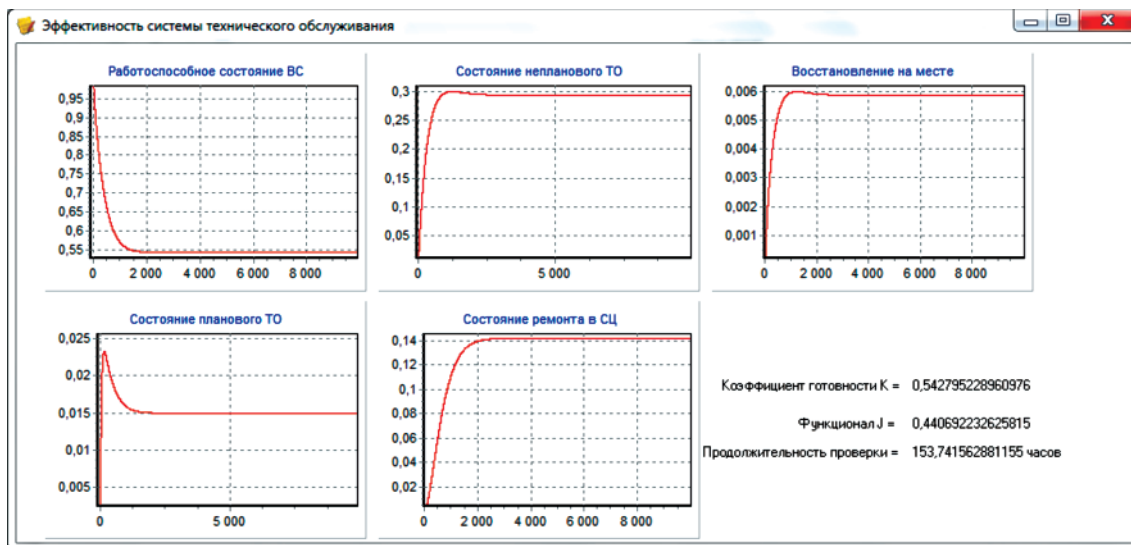 Эффективность системы технического обслуживания
Работоспособное состояние ВС
0,95
0,9
0,85
0,8
0,75
0,7
0,65
0,6
0,55
0 2 000 4 000 6 000 8 000
Состояние непланового ТО
0,3
0,25
0,2
0,15
0,1
0,05
0 5 000
Восстановление на месте
0,006
0,005
0,004
0,003
0,002
0,001
0 2 000 4 000 6 000 8 000
Состояние планового ТО
0,025
0,02
0,015
0,01
0,005
0 5 000
Состояние ремонта в СЦ
0,14
0,12
0,1
0,08
0,06
0,04
0,02
0 2 000 4 000 6 000 8 000
Коэффициент готовности K = 0,542795228960976
Функционал J = 0,440692232625815
Продолжительность проверки = 153,741562881155 часов